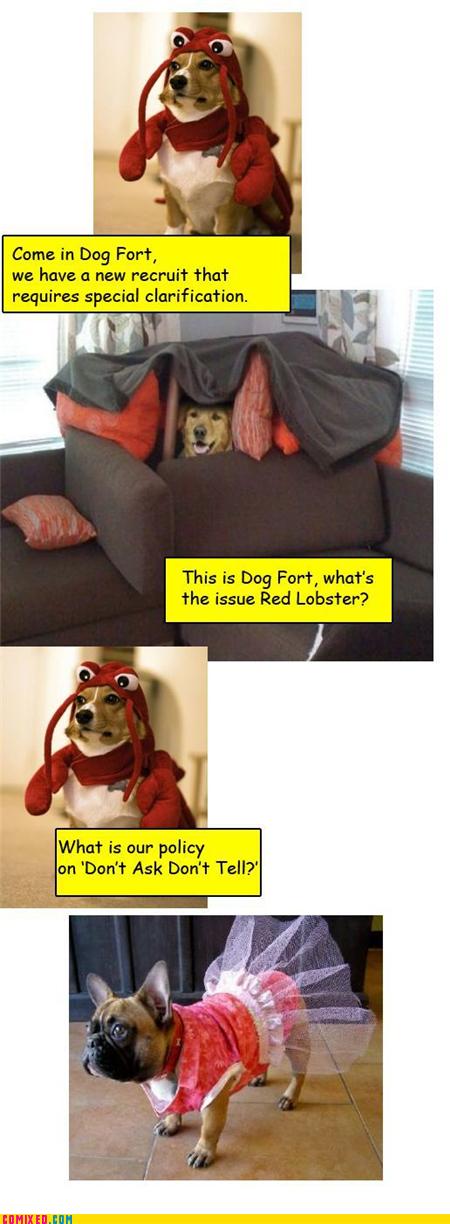 Come in Dog Fort,
we have a new recruit that
requires special clarification.
This is Dog Fort, what's
the issue Red Lobster?
What is our policy
on 'Don't Ask Don't Tell?'
COMIXED.COM